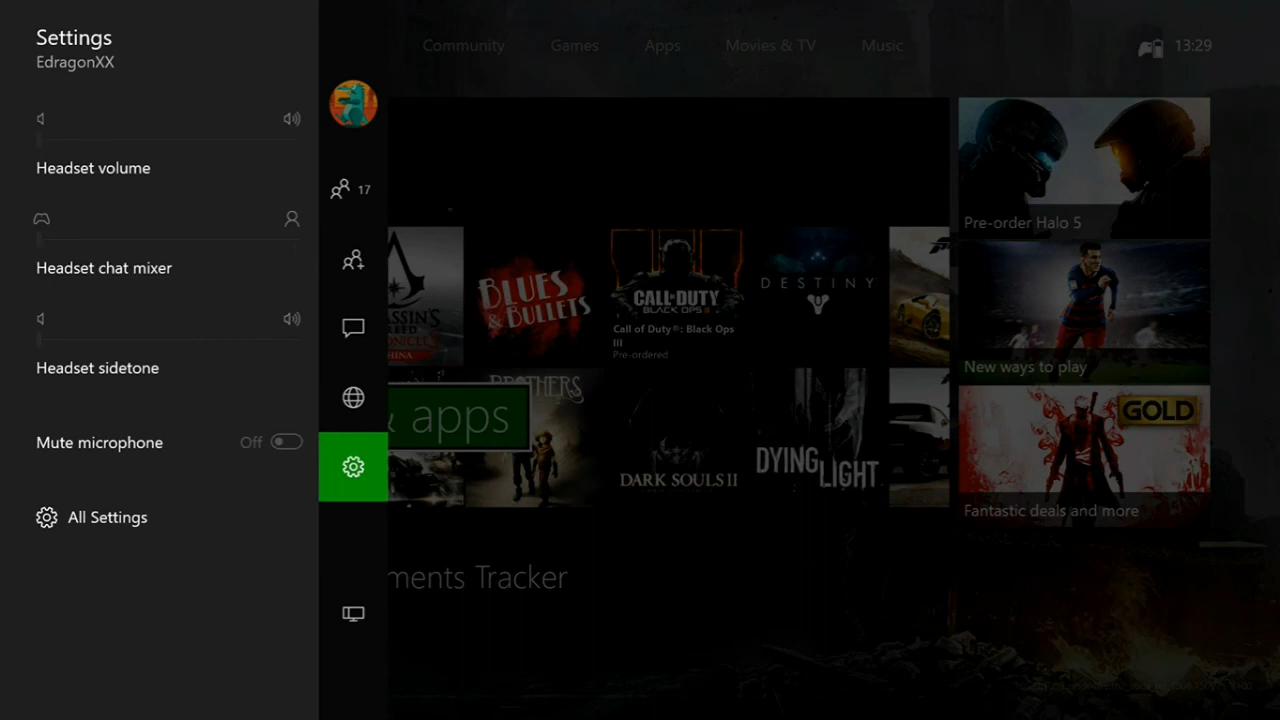 Settings
EdragonXX
Headset volume
Headset chat mixer
Headset sidetone
Mute microphone
Off
All Settings
17
Community
Games
Apps
Movies & TV
Music
13:29
BLUES
& BULLETS
CALL·DUTY
BLACK OPS III
Call of Duty®: Black Ops
III
Pre-ordered
DESTINY
CHINA
& apps
BROTHERS
DARK SOULS II
DYING LIGHT
Pre-order Halo 5
New ways to play
GOLD
Fantastic deals and more
ments Tracker